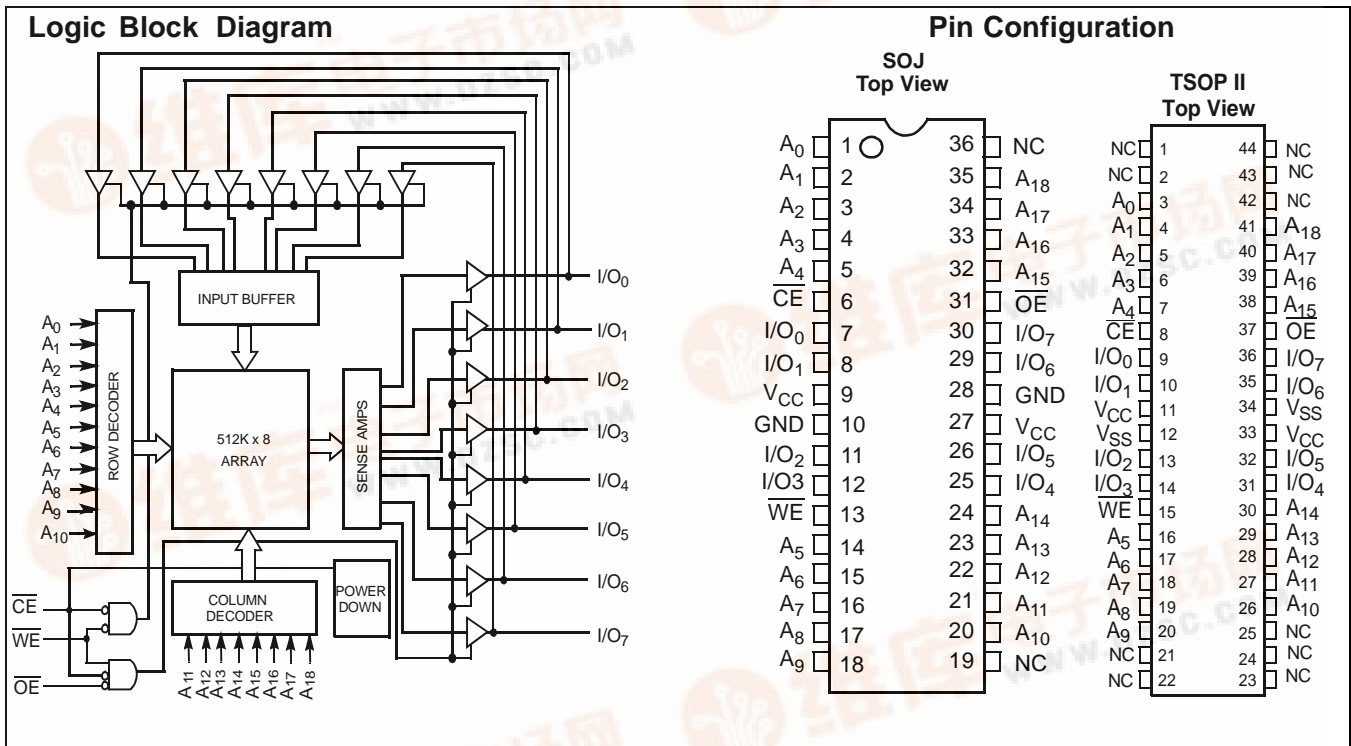 Logic Block Diagram
Pin Configuration
INPUT BUFFER
ROW DECODER
512K x 8
ARRAY
SENSE AMPS
COLUMN
DECODER
POWER
DOWN
A0
A1
A2
A3
A4
A5
A6
A7
A8
A9
A10
CE
WE
OE
A11
A12
A13
A14
A15
A16
A17
A18
I/O0
I/O1
I/O2
I/O3
I/O4
I/O5
I/O6
I/O7
SOJ
Top View
A0 1 36 NC
A1 2 35 A18
A2 3 34 A17
A3 4 33 A16
A4 5 32 A15
CE 6 31 OE
I/O0 7 30 I/O7
I/O1 8 29 I/O6
VCC 9 28 GND
GND 10 27 VCC
I/O2 11 26 I/O5
I/O3 12 25 I/O4
WE 13 24 A14
A5 14 23 A13
A6 15 22 A12
A7 16 21 A11
A8 17 20 A10
A9 18 19 NC
TSOP II
Top View
NC 1 44 NC
NC 2 43 NC
A0 3 42 NC
A1 4 41 A18
A2 5 40 A17
A3 6 39 A16
A4 7 38 A15
CE 8 37 OE
I/O0 9 36 I/O7
I/O1 10 35 I/O6
VCC 11 34 VSS
VSS 12 33 VCC
I/O2 13 32 I/O5
I/O3 14 31 I/O4
WE 15 30 A14
A5 16 29 A13
A6 17 28 A12
A7 18 27 A11
A8 19 26 A10
A9 20 25 NC
NC 21 24 NC
NC 22 23 NC
维库电子市场网
WWW.DZSC.COM